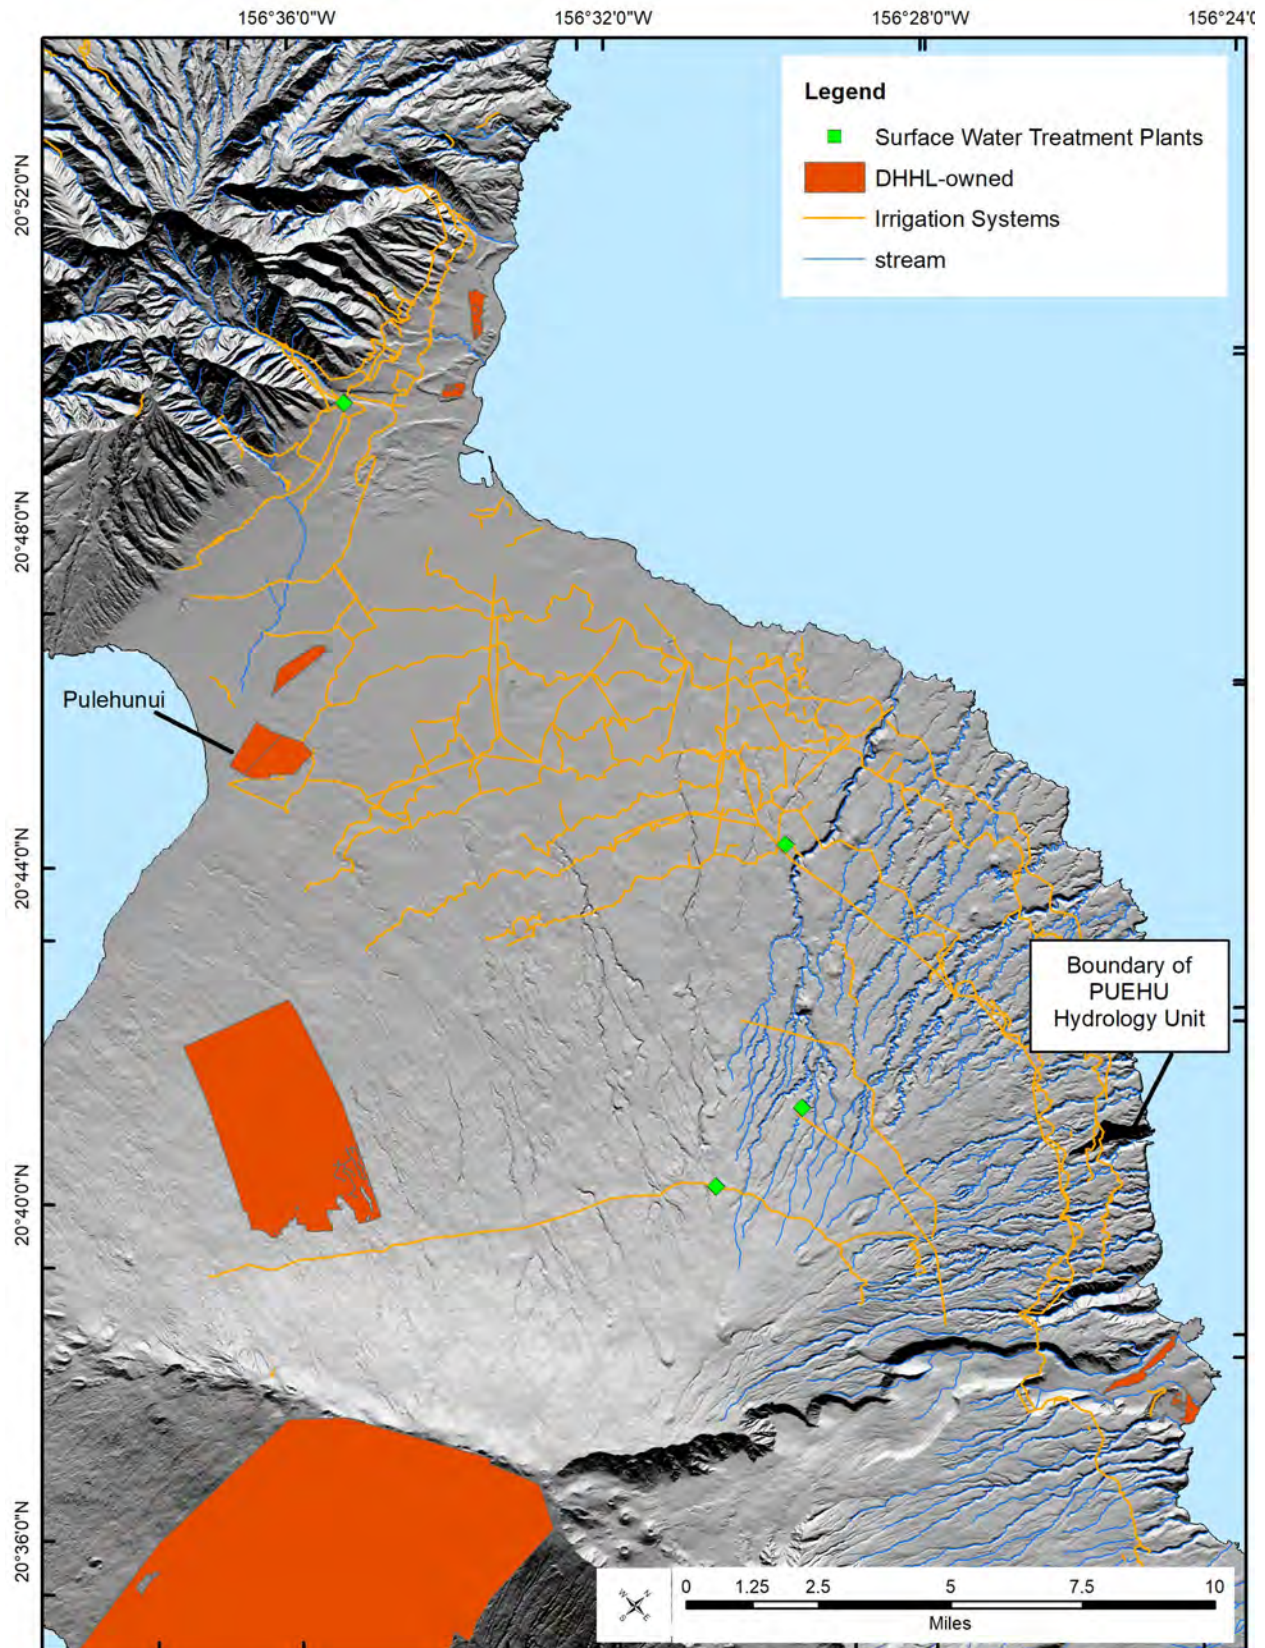 156°36'0"W
156°32'0"W
156°28'0"W
156°24'0
Legend
Surface Water Treatment Plants
DHHL-owned
Irrigation Systems
stream
20°52'0"N
20°48'0"N
20°44'0"N
20°40'0"N
20°36'0"N
Pulehunui
Boundary of
PUEHU
Hydrology Unit
N
E
S
W
0 1.25 2.5 5 7.5 10
Miles